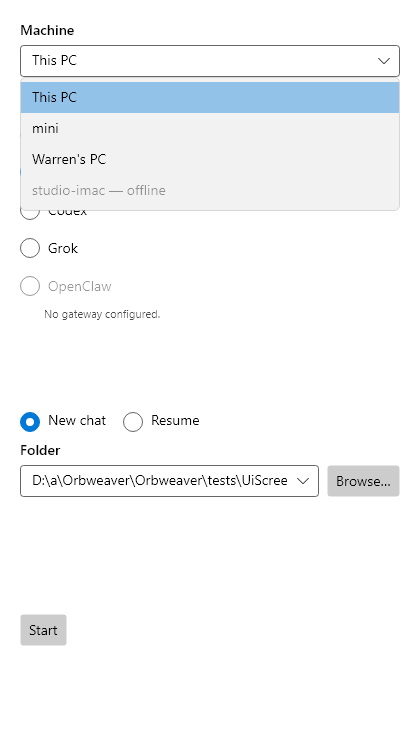 Machine
This PC
This PC
mini
Warren's PC
studio-imac — offline
Codex
Grok
OpenClaw
No gateway configured.
New chat
Resume
Folder
D:\a\Orbweaver\Orbweaver\tests\UiScree
Browse...
Start